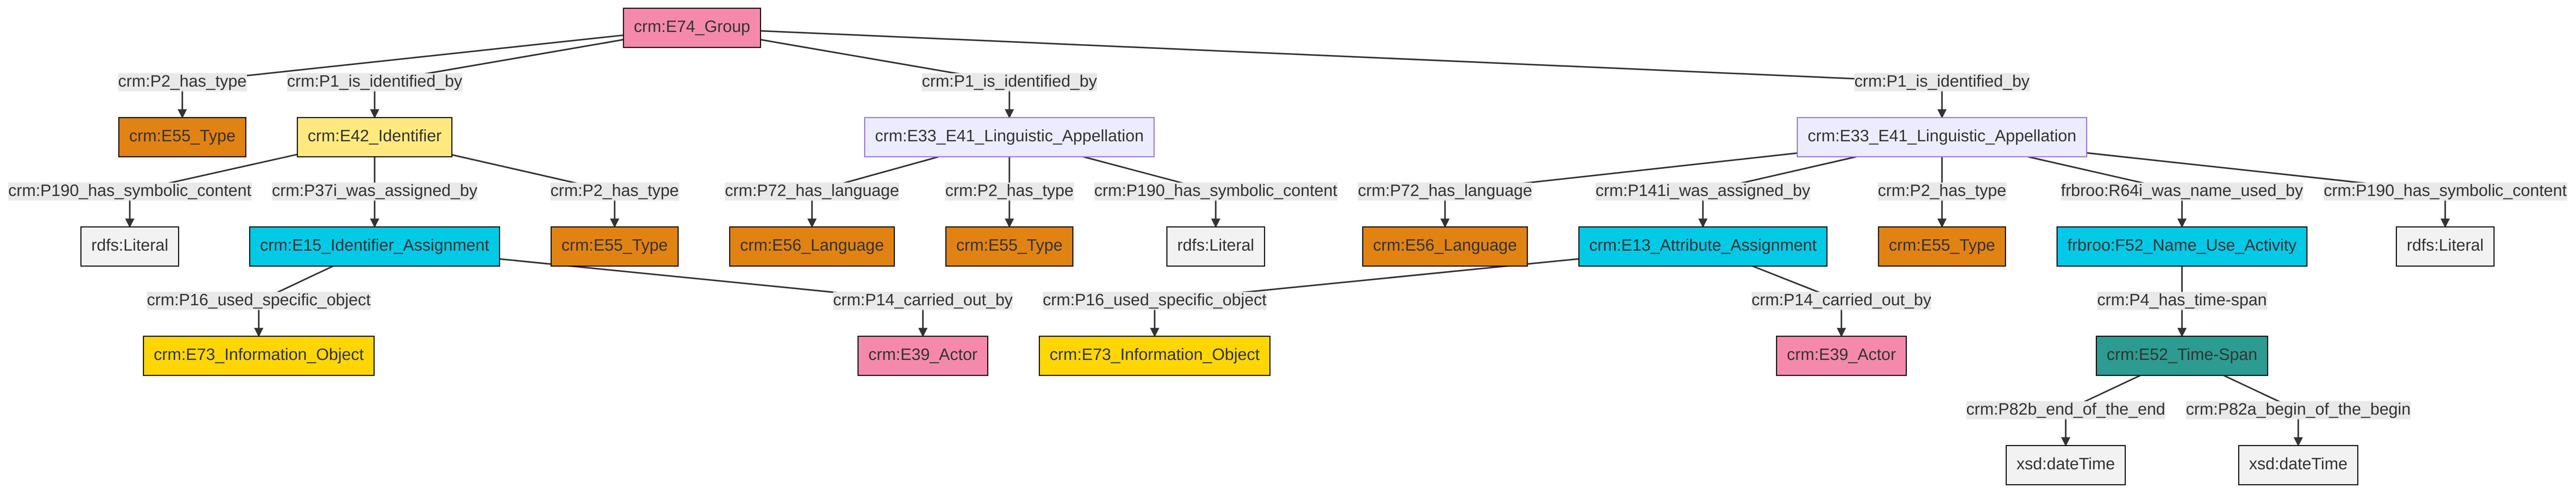 crm:E74_Group
crm:P2_has_type
crm:P1_is_identified_by
crm:P1_is_identified_by
crm:P1_is_identified_by
crm:E55_Type
crm:E42_Identifier
crm:E33_E41_Linguistic_Appellation
crm:E33_E41_Linguistic_Appellation
crm:P190_has_symbolic_content
crm:P37i_was_assigned_by
crm:P2_has_type
crm:P72_has_language
crm:P2_has_type
crm:P190_has_symbolic_content
crm:P72_has_language
crm:P141i_was_assigned_by
crm:P2_has_type
frbroo:R64i_was_name_used_by
crm:P190_has_symbolic_content
rdfs:Literal
crm:E15_Identifier_Assignment
crm:E55_Type
crm:E56_Language
crm:E55_Type
rdfs:Literal
crm:E56_Language
crm:E13_Attribute_Assignment
crm:E55_Type
frbroo:F52_Name_Use_Activity
rdfs:Literal
crm:P16_used_specific_object
crm:P14_carried_out_by
crm:P16_used_specific_object
crm:P14_carried_out_by
crm:P4_has_time-span
crm:E73_Information_Object
crm:E39_Actor
crm:E73_Information_Object
crm:E39_Actor
crm:E52_Time-Span
crm:P82b_end_of_the_end
crm:P82a_begin_of_the_begin
xsd:dateTime
xsd:dateTime